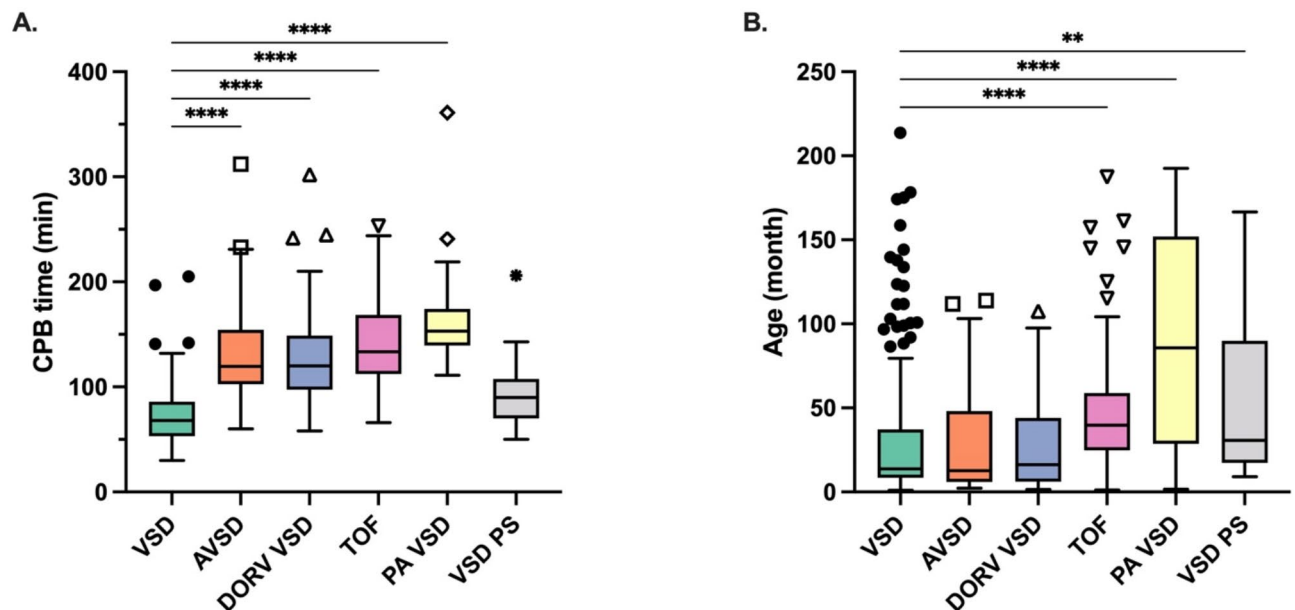 A.
****
****
****
****
CPB time (min)
400
300
200
100
0
VSD
AVSD
DORV VSD
TOF
PA VSD
VSD PS
B.
**
****
****
Age (month)
250
200
150
100
50
0
VSD
AVSD
DORV VSD
TOF
PA VSD
VSD PS